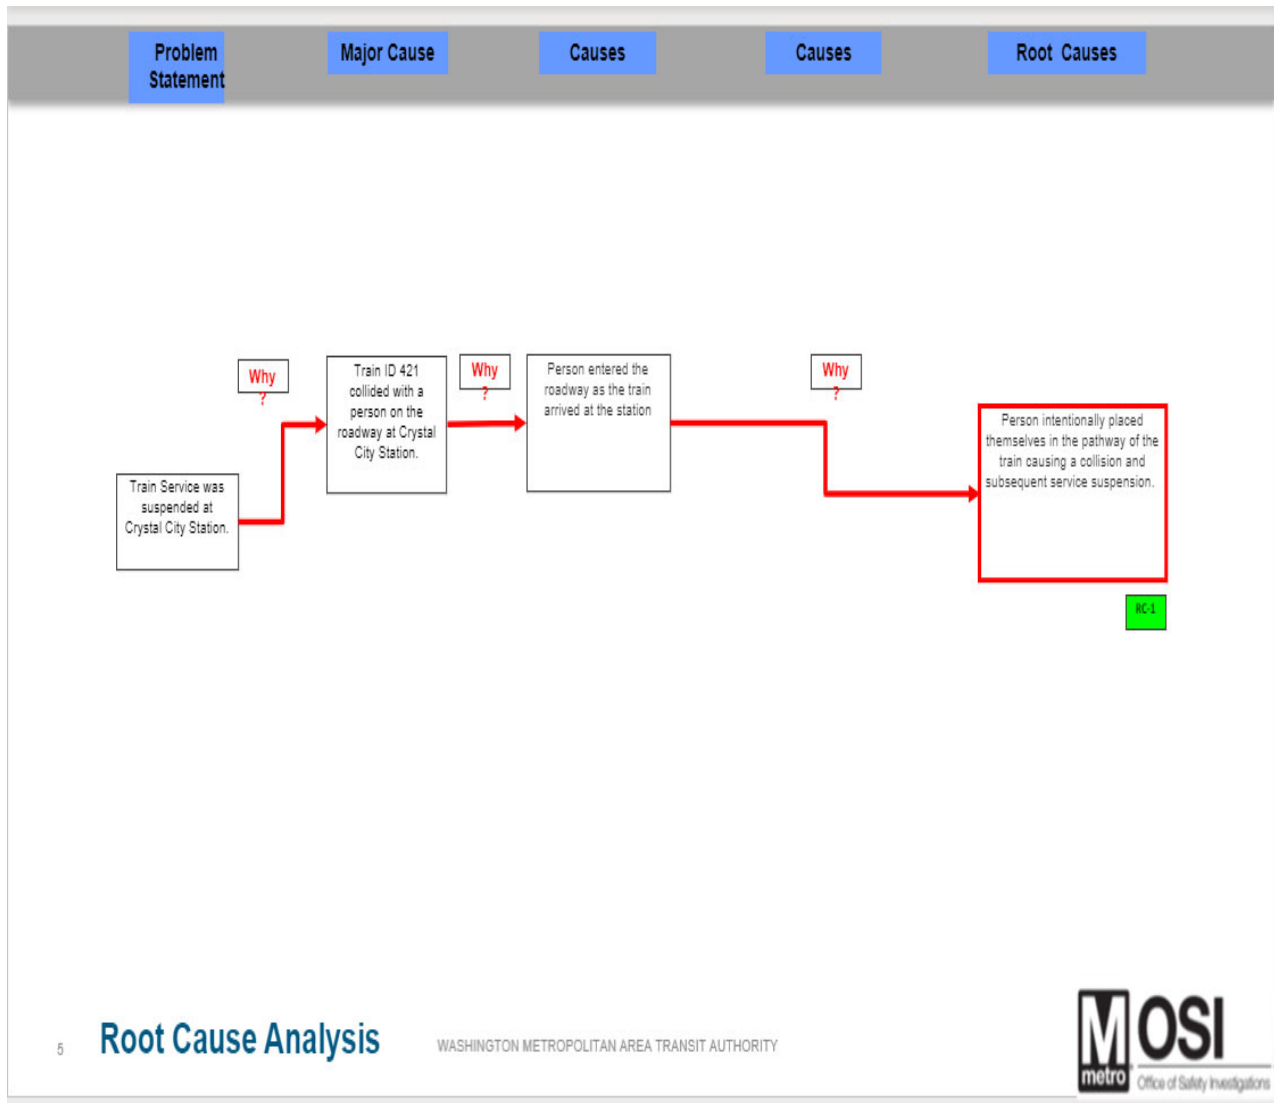 Problem
Statement
Major Cause
Causes
Causes
Root Causes
Why
?
Train ID 421
collided with a
person on the
roadway at Crystal
City Station.
Why
?
Person entered the
roadway as the train
arrived at the station
Why
?
Person intentionally placed
themselves in the pathway of the
train causing a collision and
subsequent service suspension.
Train Service was
suspended at
Crystal City Station.
RC-1
5
Root Cause Analysis
WASHINGTON METROPOLITAN AREA TRANSIT AUTHORITY
M
metro
OSI
Office of Safety Investigations